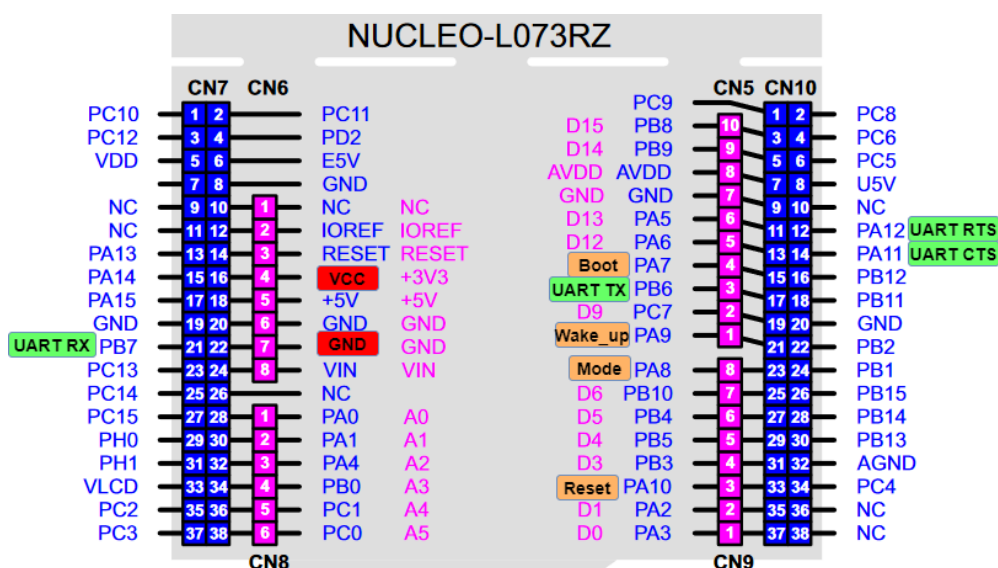 NUCLEO-L073RZ
CN7 CN6 CN5 CN10
PC10 1 2 PC11 PC9 1 2 PC8
PC12 3 4 PD2 D15 PB8 10 3 4 PC6
VDD 5 6 E5V D14 PB9 9 5 6 PC5
7 8 GND AVDD AVDD 8 7 8 U5V
NC 9 10 1 NC NC GND GND 7 9 10 NC
NC 11 12 2 IOREF IOREF D13 PA5 6 11 12 PA12 UART RTS
PA13 13 14 3 RESET RESET D12 PA6 5 13 14 PA11 UART CTS
PA14 15 16 4 VCC +3V3 Boot PA7 4 15 16 PB12
PA15 17 18 5 +5V +5V UART TX PB6 3 17 18 PB11
GND 19 20 6 GND GND D9 PC7 2 19 20 GND
UART RX PB7 21 22 7 GND GND Wake_up PA9 1 21 22 PB2
PC13 23 24 8 VIN VIN Mode PA8 8 23 24 PB1
PC14 25 26 NC D6 PB10 7 25 26 PB15
PC15 27 28 1 PA0 A0 D5 PB4 6 27 28 PB14
PH0 29 30 2 PA1 A1 D4 PB5 5 29 30 PB13
PH1 31 32 3 PA4 A2 D3 PB3 4 31 32 AGND
VLCD 33 34 4 PB0 A3 Reset PA10 3 33 34 PC4
PC2 35 36 5 PC1 A4 D1 PA2 2 35 36 NC
PC3 37 38 6 PC0 A5 D0 PA3 1 37 38 NC
CN8 CN9